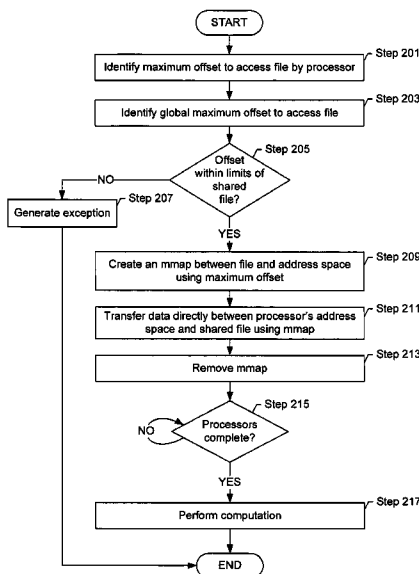 START
Step 201
Identify maximum offset to access file by processor
Step 203
Identify global maximum offset to access file
Step 205
Offset
within limits of
shared
file?
NO
Step 207
Generate exception
YES
Step 209
Create an mmap between file and address space
using maximum offset
Step 211
Transfer data directly between processor's address
space and shared file using mmap
Step 213
Remove mmap
Step 215
Processors
complete?
NO
YES
Step 217
Perform computation
END